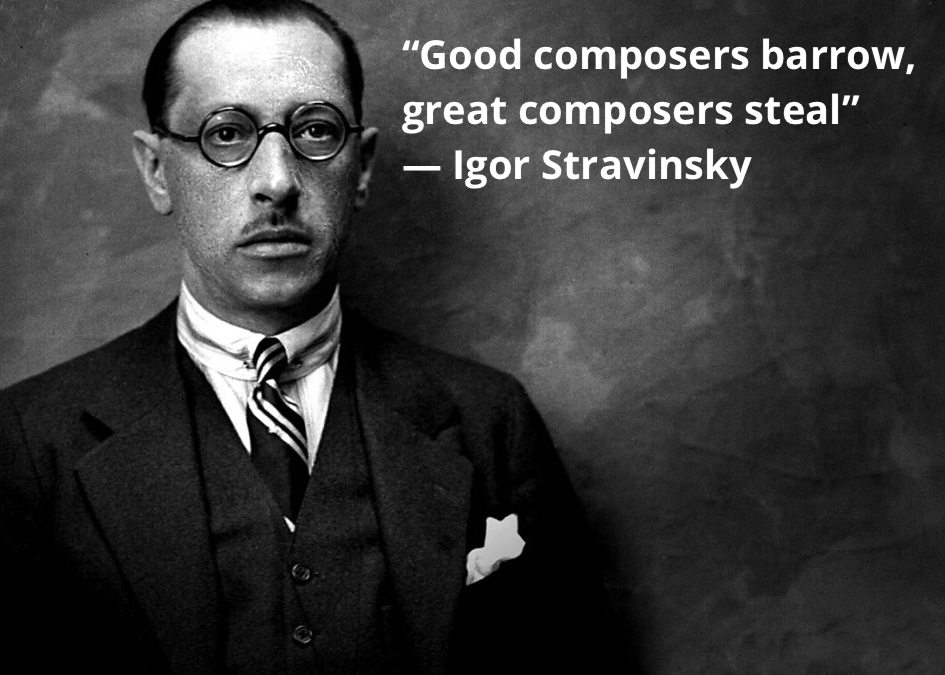 “Good composers barrow,
great composers steal”
— Igor Stravinsky